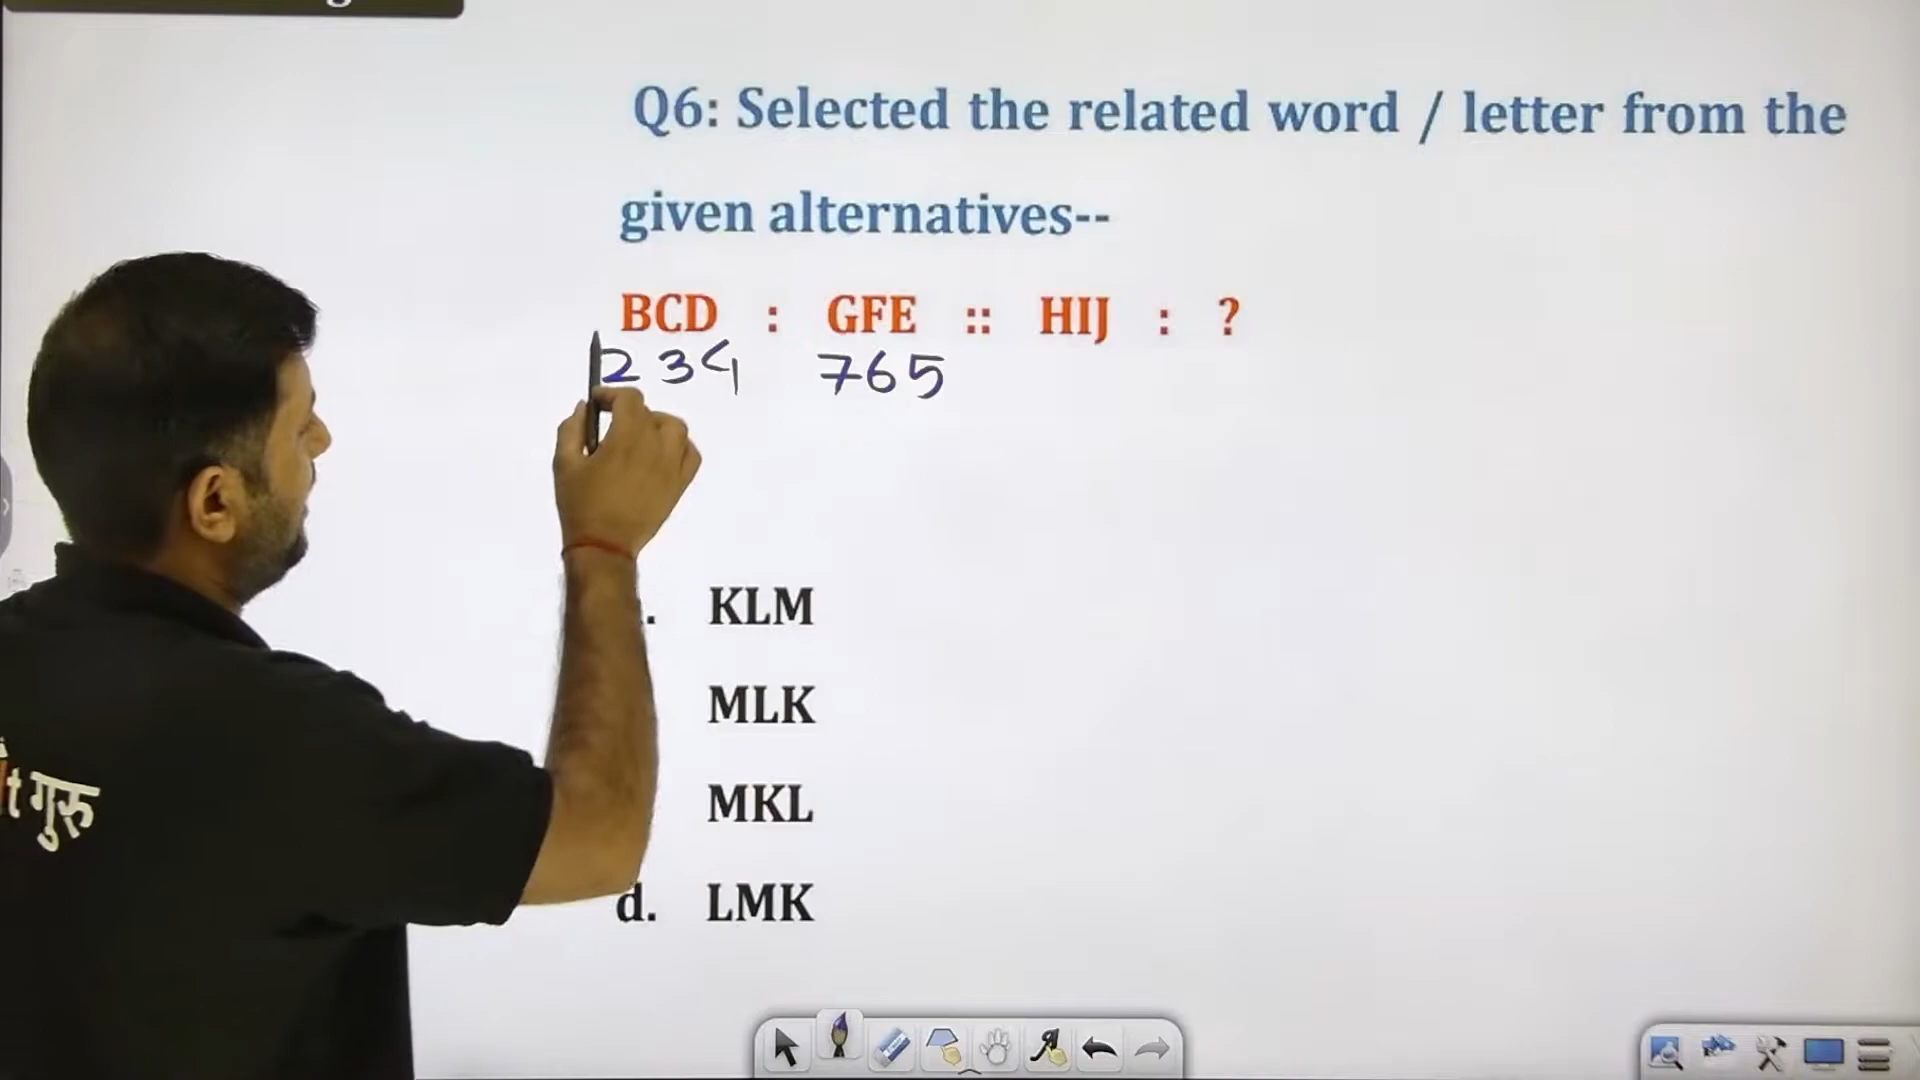 Q6: Selected the related word / letter from the
given alternatives--
BCD : GFE :: HIJ : ?
234 765
KLM
MLK
MKL
d. LMK
गुरु